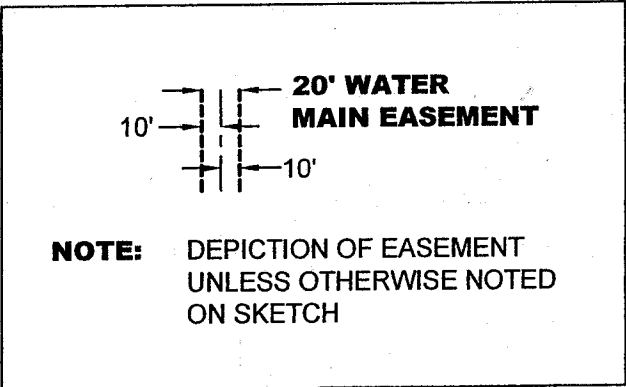 20' WATER
MAIN EASEMENT
10'
10'
NOTE: DEPICTION OF EASEMENT
UNLESS OTHERWISE NOTED
ON SKETCH